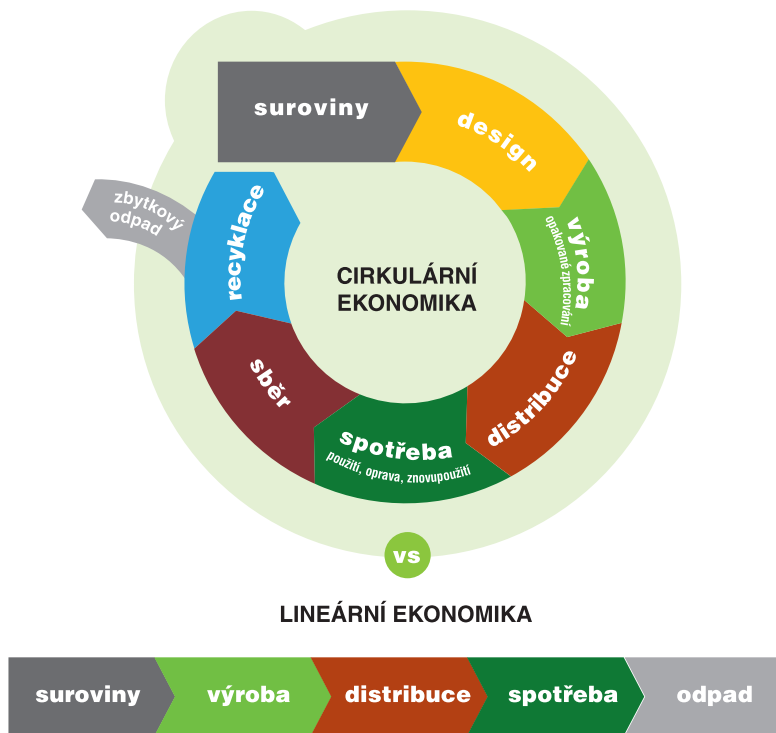 suroviny
design
výroba
opakované zpracování
distribuce
spotřeba
použití, oprava, znovupoužití
sběr
recyklace
zbytkový
odpad
CIRKULÁRNÍ
EKONOMIKA
vs
LINEÁRNÍ EKONOMIKA
suroviny
výroba
distribuce
spotřeba
odpad